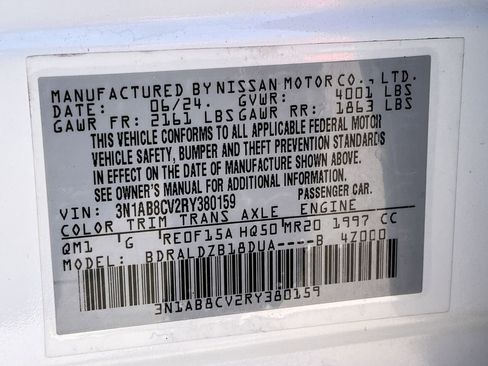 MANUFACTURED BY NISSAN MOTOR CO., LTD.
DATE: 06/24. GVWR: 4001 LBS
GAWR FR: 2161 LBS GAWR RR: 1863 LBS
THIS VEHICLE CONFORMS TO ALL APPLICABLE FEDERAL MOTOR
VEHICLE SAFETY, BUMPER AND THEFT PREVENTION STANDARDS
IN EFFECT ON THE DATE OF MANUFACTURE SHOWN ABOVE.
SEE OWNER'S MANUAL FOR ADDITIONAL INFORMATION.
VIN: 3N1AB8CV2RY380159 PASSENGER CAR.
COLOR TRIM TRANS AXLE ENGINE
QM1 G RE0F15A HQ50 MR20 1997 CC
MODEL: BDRALDZB18DUA----B 4Z000
3N1AB8CV2RY380159